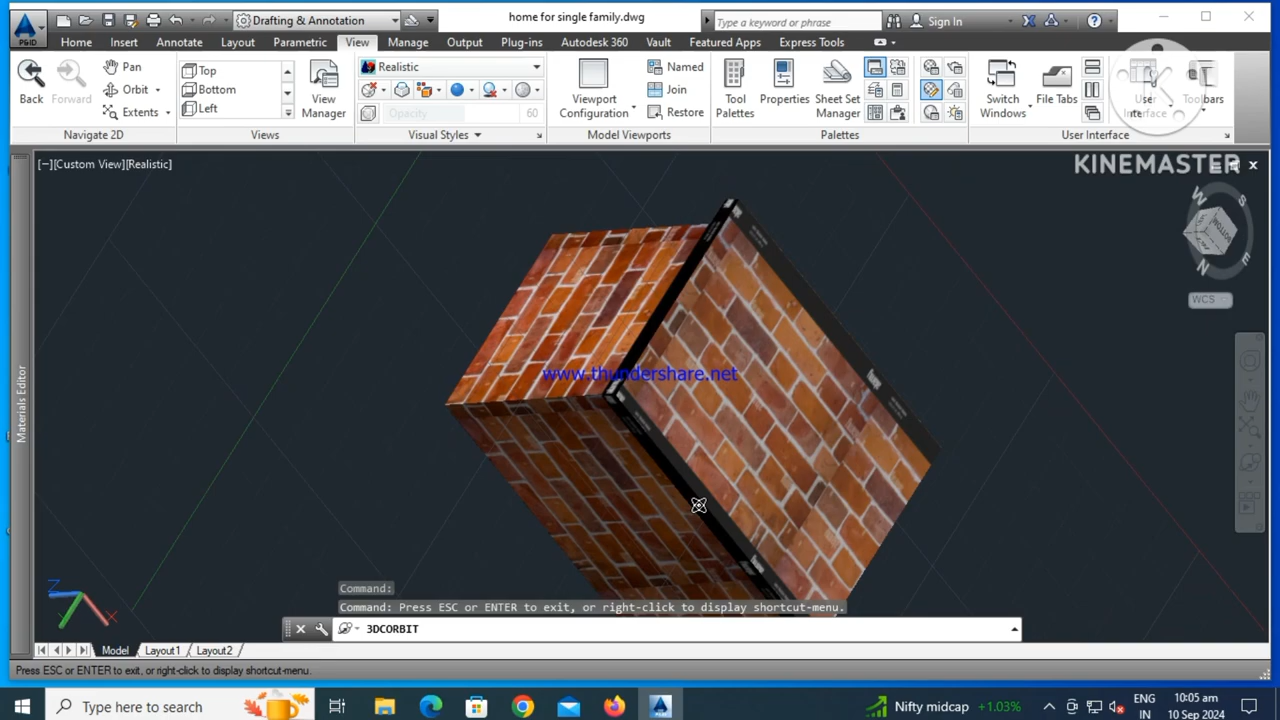 Drafting & Annotation
home for single family.dwg
Type a keyword or phrase
Sign In
PGID
Home Insert Annotate Layout Parametric View Manage Output Plug-ins Autodesk 360 Vault Featured Apps Express Tools
Back
Forward
Pan
Orbit
Extents
Navigate 2D
Top
Bottom
Left
View
Manager
Views
Realistic
Opacity 60
Visual Styles
Viewport
Configuration
Named
Join
Restore
Model Viewports
Tool
Palettes
Properties
Sheet Set
Manager
Palettes
Switch
Windows
File Tabs
User
Interface
Toolbars
User Interface
[−][Custom View][Realistic]
KINEMASTER
W
S
BOTTOM
N
E
WCS
Materials Editor
www.thundershare.net
Z
Y
X
Command:
Command: Press ESC or ENTER to exit, or right-click to display shortcut-menu.
3DCORBIT
Model Layout1 Layout2
Press ESC or ENTER to exit, or right-click to display shortcut-menu.
Type here to search
Nifty midcap +1.03%
ENG
IN
10:05 am
10 Sep 2024